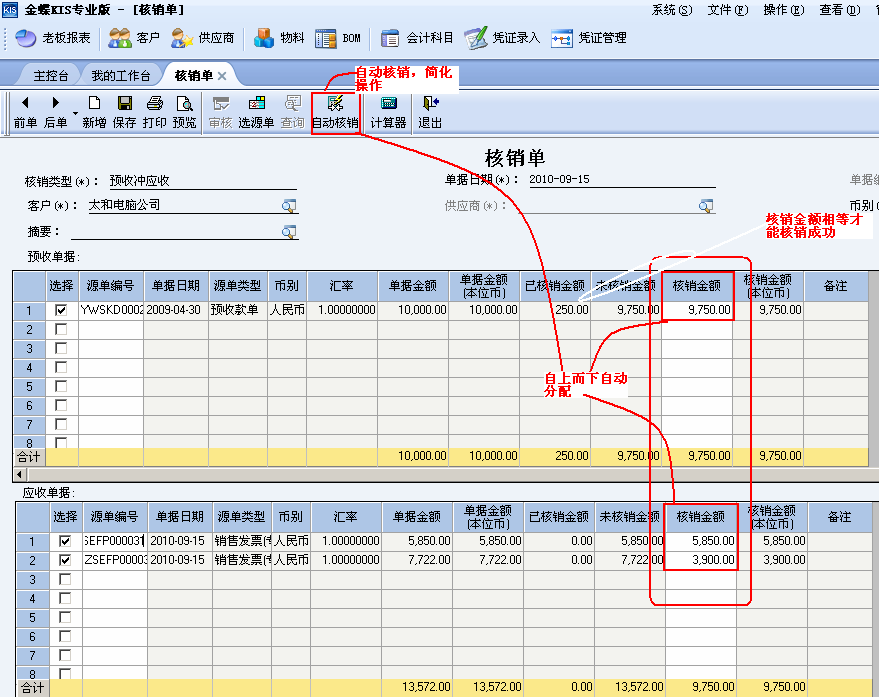 金蝶KIS专业版 - [核销单]
系统(S) 文件(F) 操作(E) 查看(D)
老板报表 客户 供应商 物料 BOM 会计科目 凭证录入 凭证管理
主控台 我的工作台 核销单
自动核销，简化
操作
前单 后单 新增 保存 打印 预览 审核 选源单 查询 自动核销 计算器 退出
核销单
核销类型(*)： 预收冲应收 单据日期(*)： 2010-09-15 单据编
客户(*)： 太和电脑公司 供应商(*)： 币别(
摘要：
核销金额相等才
能核销成功
预收单据:
选择 源单编号 单据日期 源单类型 币别 汇率 单据金额 单据金额(本位币) 已核销金额 未核销金额 核销金额 核销金额(本位币) 备注
1 YWSKD0002 2009-04-30 预收款单 人民币 1.00000000 10,000.00 10,000.00 250.00 9,750.00 9,750.00 9,750.00
2
3
4
5
6
7
8
自上而下自动
分配
合计 10,000.00 10,000.00 250.00 9,750.00 9,750.00 9,750.00
应收单据:
选择 源单编号 单据日期 源单类型 币别 汇率 单据金额 单据金额(本位币) 已核销金额 未核销金额 核销金额 核销金额(本位币) 备注
1 SEFP000031 2010-09-15 销售发票(专 人民币 1.00000000 5,850.00 5,850.00 0.00 5,850.00 5,850.00 5,850.00
2 ZSEFP00003 2010-09-15 销售发票(专 人民币 1.00000000 7,722.00 7,722.00 0.00 7,722.00 3,900.00 3,900.00
3
4
5
6
7
8
合计 13,572.00 13,572.00 0.00 13,572.00 9,750.00 9,750.00